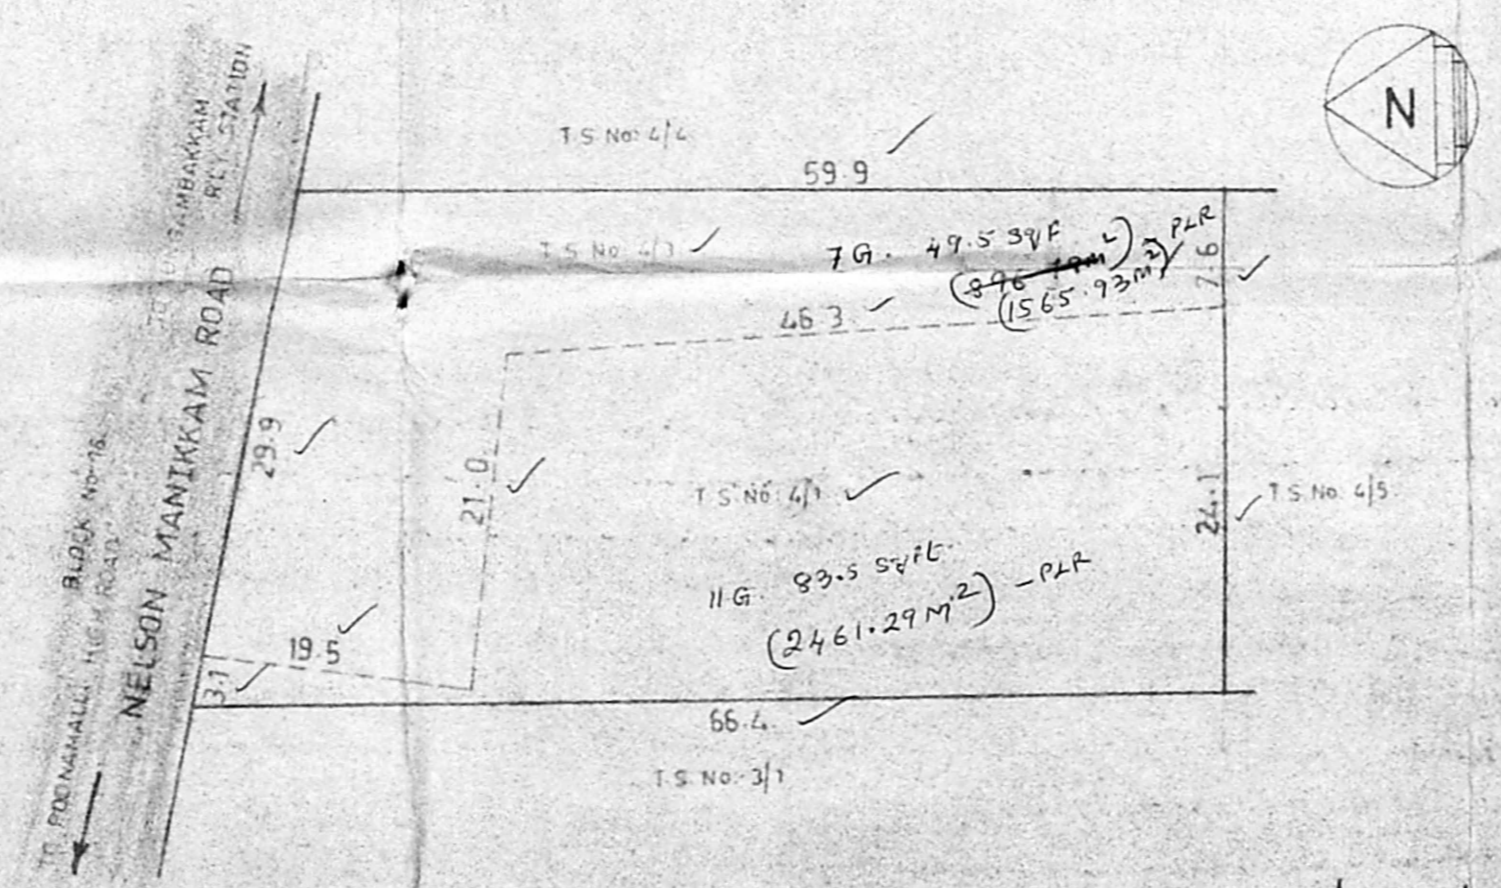 N
T.S. No: 4/4
59.9
TO NUNGAMBAKKAM
RLY STATION
T.S. No: 4/1
7G. 49.5 SqF
(896.19m²)
(1565.93m²) - PLR
7.6
46.3
NELSON MANIKKAM ROAD
BLOCK No-16.
TO POONAMALL HIGH ROAD.
29.9
21.0
T.S. No: 4/1
24.1
T.S. No: 4/5
11G. 83.5 Sqft.
(2461.29 M²) - PLR
19.5
3.1
66.4
T.S. No:-3/1